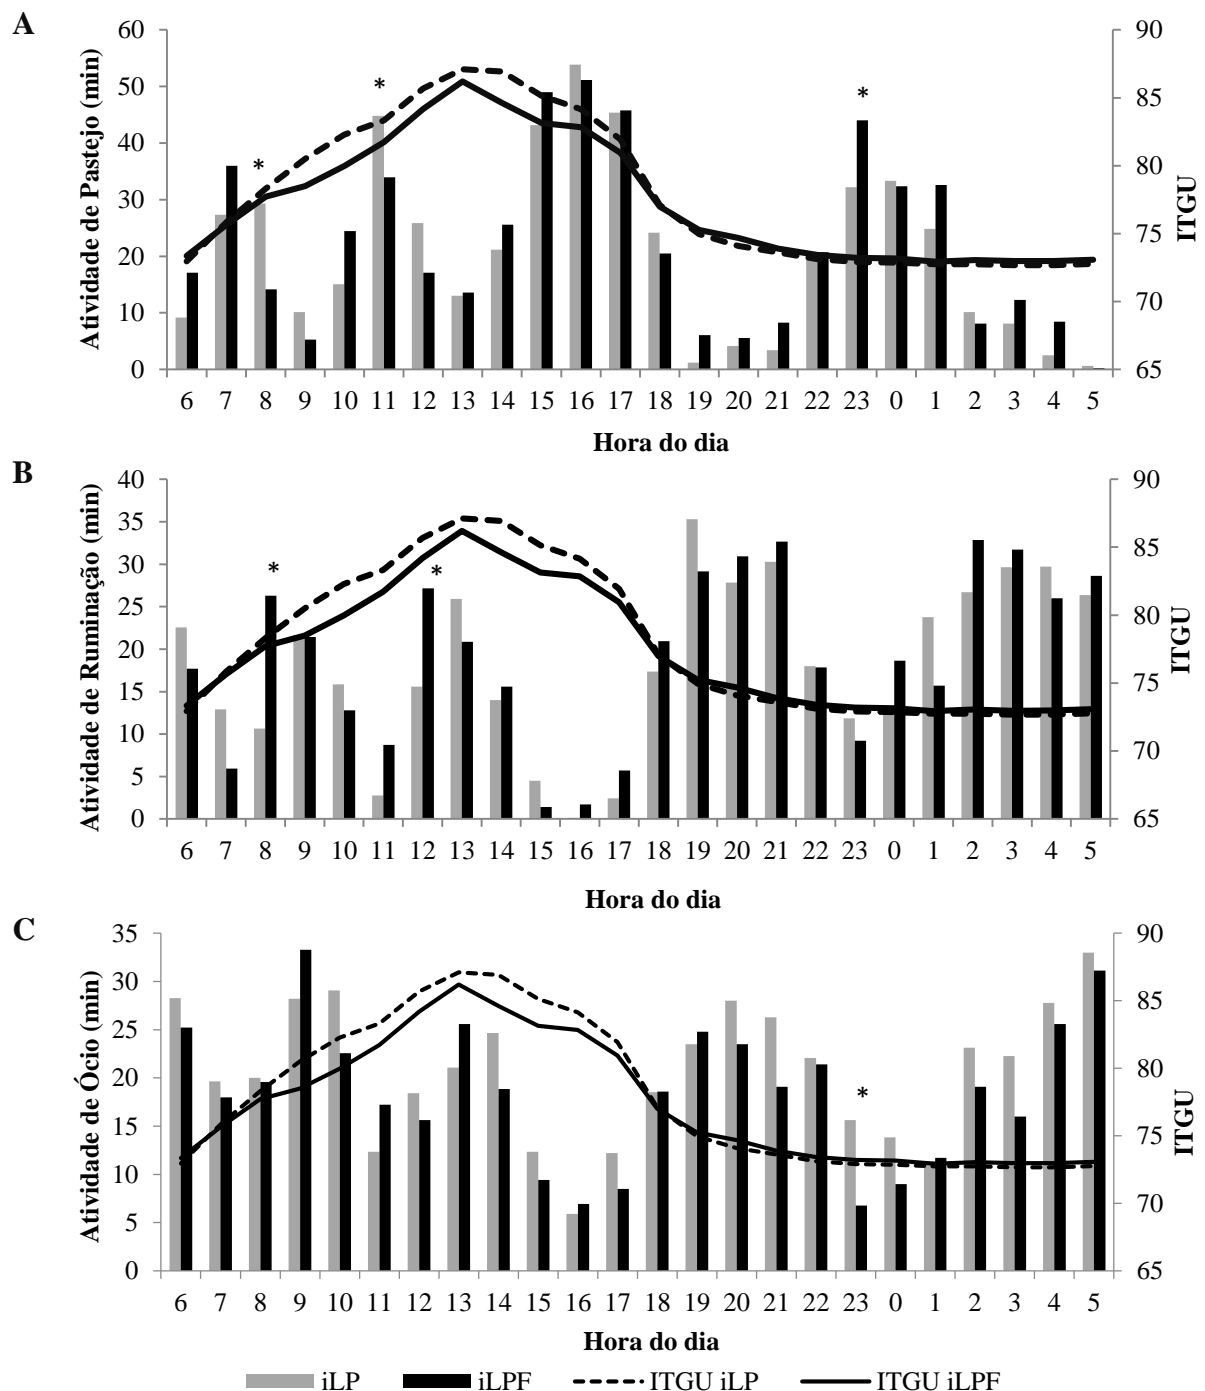 A
Atividade de Pastejo (min)
60
50
40
30
20
10
0
90
85
80
75
70
65
ITGU
* * *
6 7 8 9 10 11 12 13 14 15 16 17 18 19 20 21 22 23 0 1 2 3 4 5
Hora do dia
B
Atividade de Ruminação (min)
40
35
30
25
20
15
10
5
0
90
85
80
75
70
65
ITGU
* *
6 7 8 9 10 11 12 13 14 15 16 17 18 19 20 21 22 23 0 1 2 3 4 5
Hora do dia
C
Atividade de Ócio (min)
35
30
25
20
15
10
5
0
90
85
80
75
70
65
ITGU
*
6 7 8 9 10 11 12 13 14 15 16 17 18 19 20 21 22 23 0 1 2 3 4 5
Hora do dia
iLP iLPF ITGU iLP ITGU iLPF